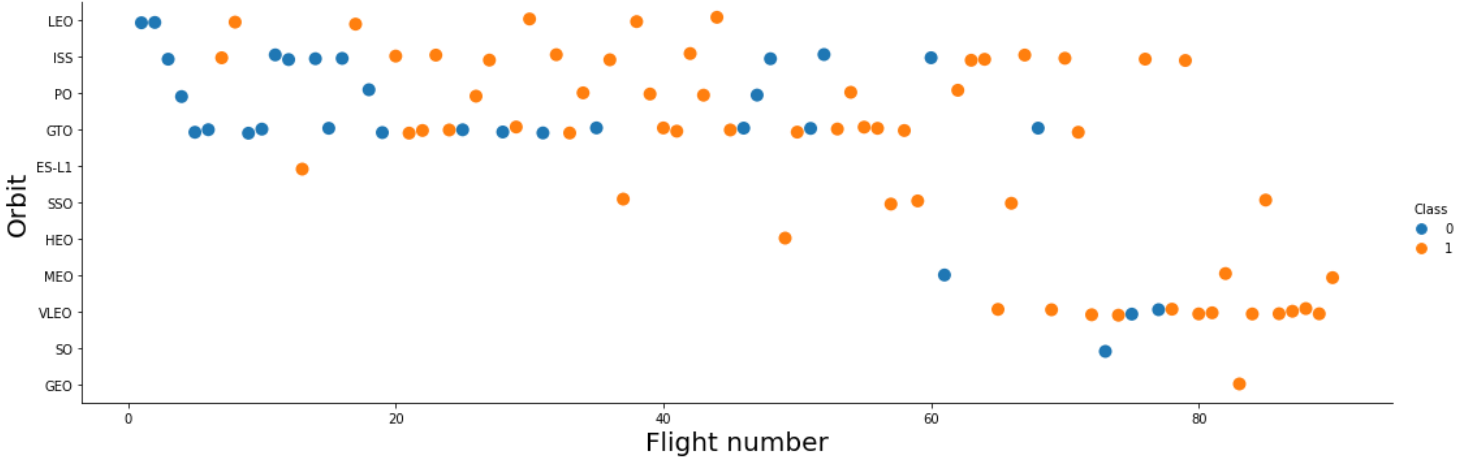 LEO
ISS
PO
GTO
ES-L1
SSO
HEO
MEO
VLEO
SO
GEO
Orbit
0 20 40 60 80
Flight number
Class
0
1